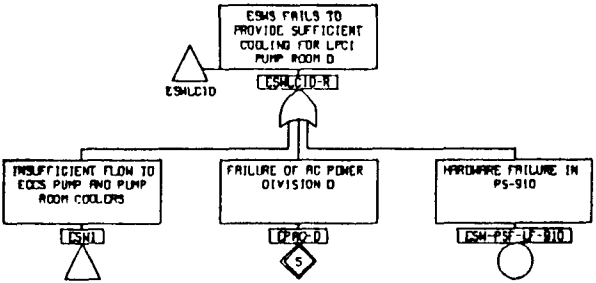 ESWS FAILS TO
PROVIDE SUFFICIENT
COOLING FOR LPCI
PUMP ROOM D
ESWLCID
ESWLCID-R
INSUFFICIENT FLOW TO
ECCS PUMP AND PUMP
ROOM COOLERS
FAILURE OF AC POWER
DIVISION D
HARDWARE FAILURE IN
PS-910
ESW1
EPAC-D
ESW-PSF-LF-910
5